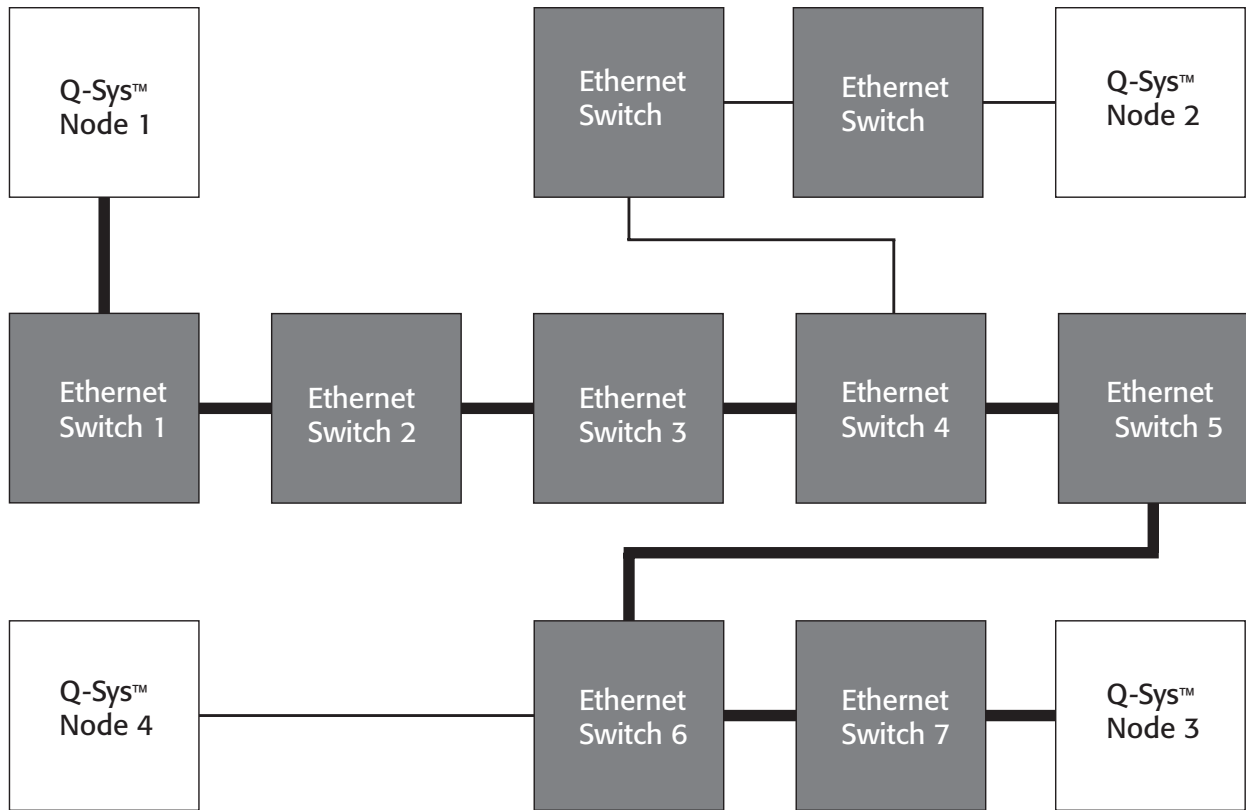 Q-Sys™
Node 1
Ethernet
Switch
Ethernet
Switch
Q-Sys™
Node 2
Ethernet
Switch 1
Ethernet
Switch 2
Ethernet
Switch 3
Ethernet
Switch 4
Ethernet
Switch 5
Q-Sys™
Node 4
Ethernet
Switch 6
Ethernet
Switch 7
Q-Sys™
Node 3